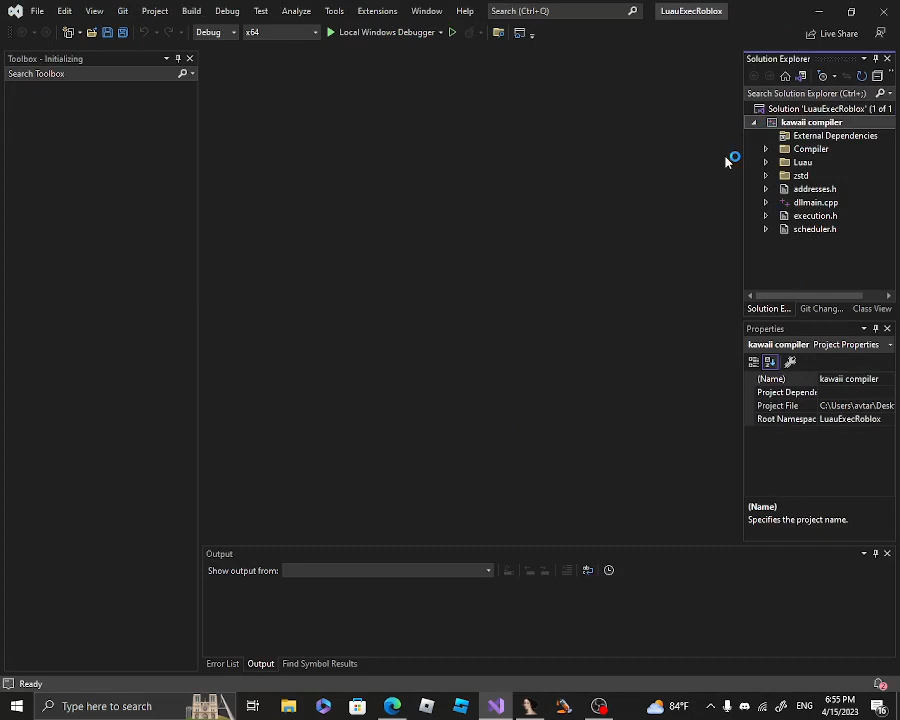 File Edit View Git Project Build Debug Test Analyze Tools Extensions Window Help Search (Ctrl+Q) LuauExecRoblox
Debug x64 Local Windows Debugger Live Share
Toolbox - Initializing
Search Toolbox
Solution Explorer
Search Solution Explorer (Ctrl+;)
Solution 'LuauExecRoblox' (1 of 1
kawaii compiler
External Dependencies
Compiler
Luau
zstd
addresses.h
dllmain.cpp
execution.h
scheduler.h
Solution E... Git Chang... Class View
Properties
kawaii compiler Project Properties
(Name) kawaii compiler
Project Depende
Project File C:\Users\avtar\Desk
Root Namespac LuauExecRoblox
(Name)
Specifies the project name.
Output
Show output from:
Error List Output Find Symbol Results
Ready 2
Type here to search 84°F ENG 6:55 PM
4/15/2023 16